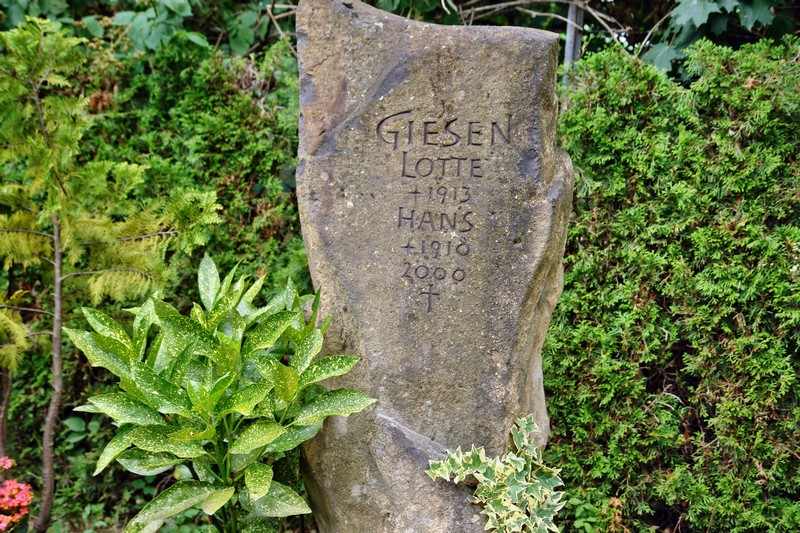 GIESEN
LOTTE
+1913
HANS
+1910
2000
†